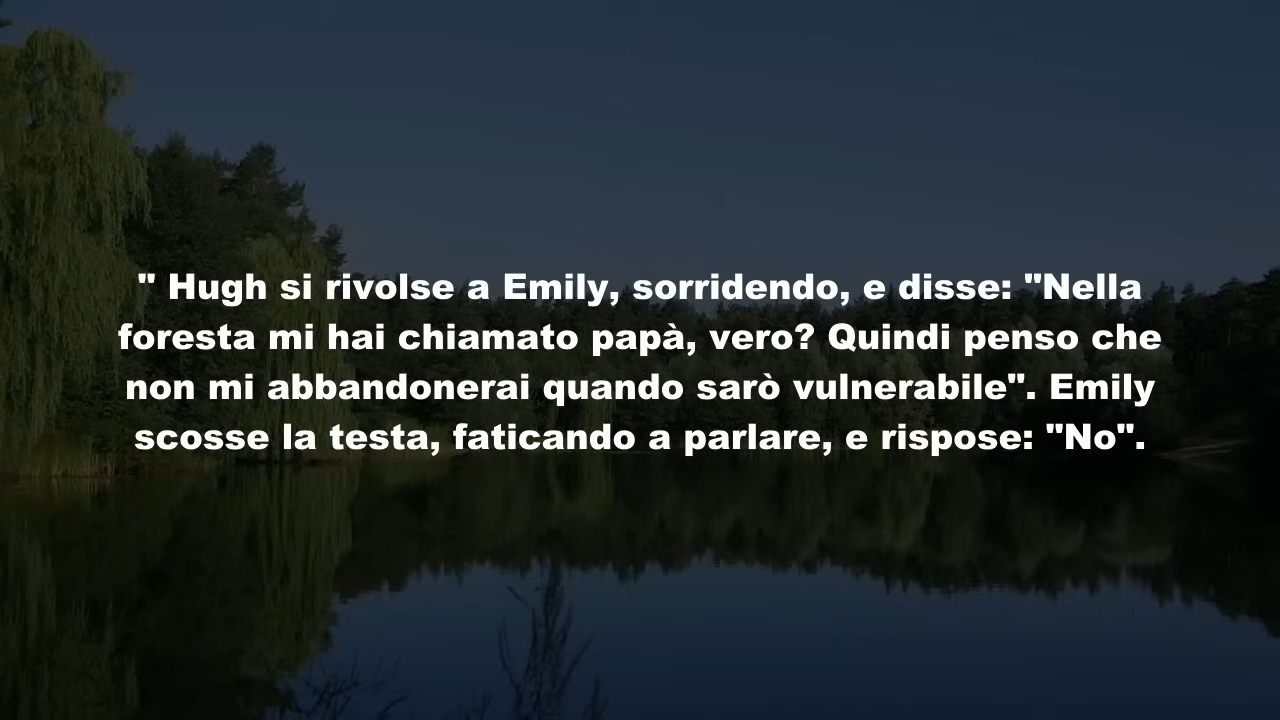 " Hugh si rivolse a Emily, sorridendo, e disse: "Nella
foresta mi hai chiamato papà, vero? Quindi penso che
non mi abbandonerai quando sarò vulnerabile". Emily
scosse la testa, faticando a parlare, e rispose: "No".